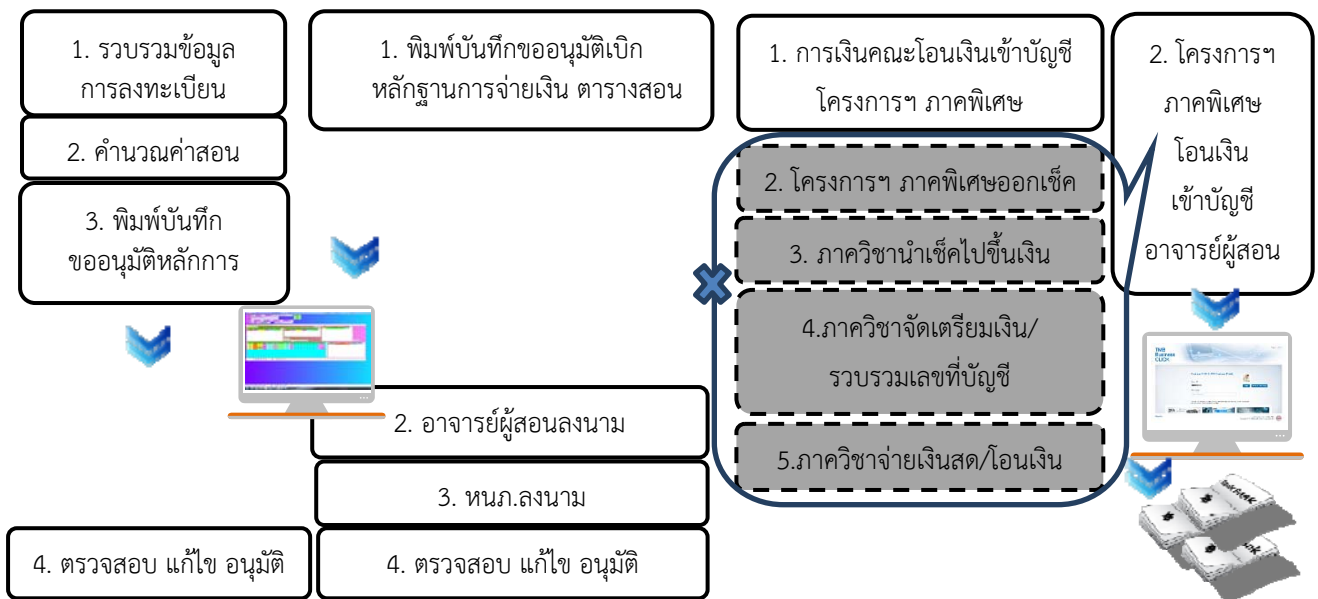 1. รวบรวมข้อมูล
การลงทะเบียน
2. คำนวณค่าสอน
3. พิมพ์บันทึก
ขออนุมัติหลักการ
4. ตรวจสอบ แก้ไข อนุมัติ
1. พิมพ์บันทึกขออนุมัติเบิก
หลักฐานการจ่ายเงิน ตารางสอน
2. อาจารย์ผู้สอนลงนาม
3. หนภ.ลงนาม
4. ตรวจสอบ แก้ไข อนุมัติ
1. การเงินคณะโอนเงินเข้าบัญชี
โครงการฯ ภาคพิเศษ
2. โครงการฯ ภาคพิเศษออกเช็ค
3. ภาควิชานำเช็คไปขึ้นเงิน
4.ภาควิชาจัดเตรียมเงิน/
รวบรวมเลขที่บัญชี
5.ภาควิชาจ่ายเงินสด/โอนเงิน
2. โครงการฯ
ภาคพิเศษ
โอนเงิน
เข้าบัญชี
อาจารย์ผู้สอน
TMB
Business
CLICK